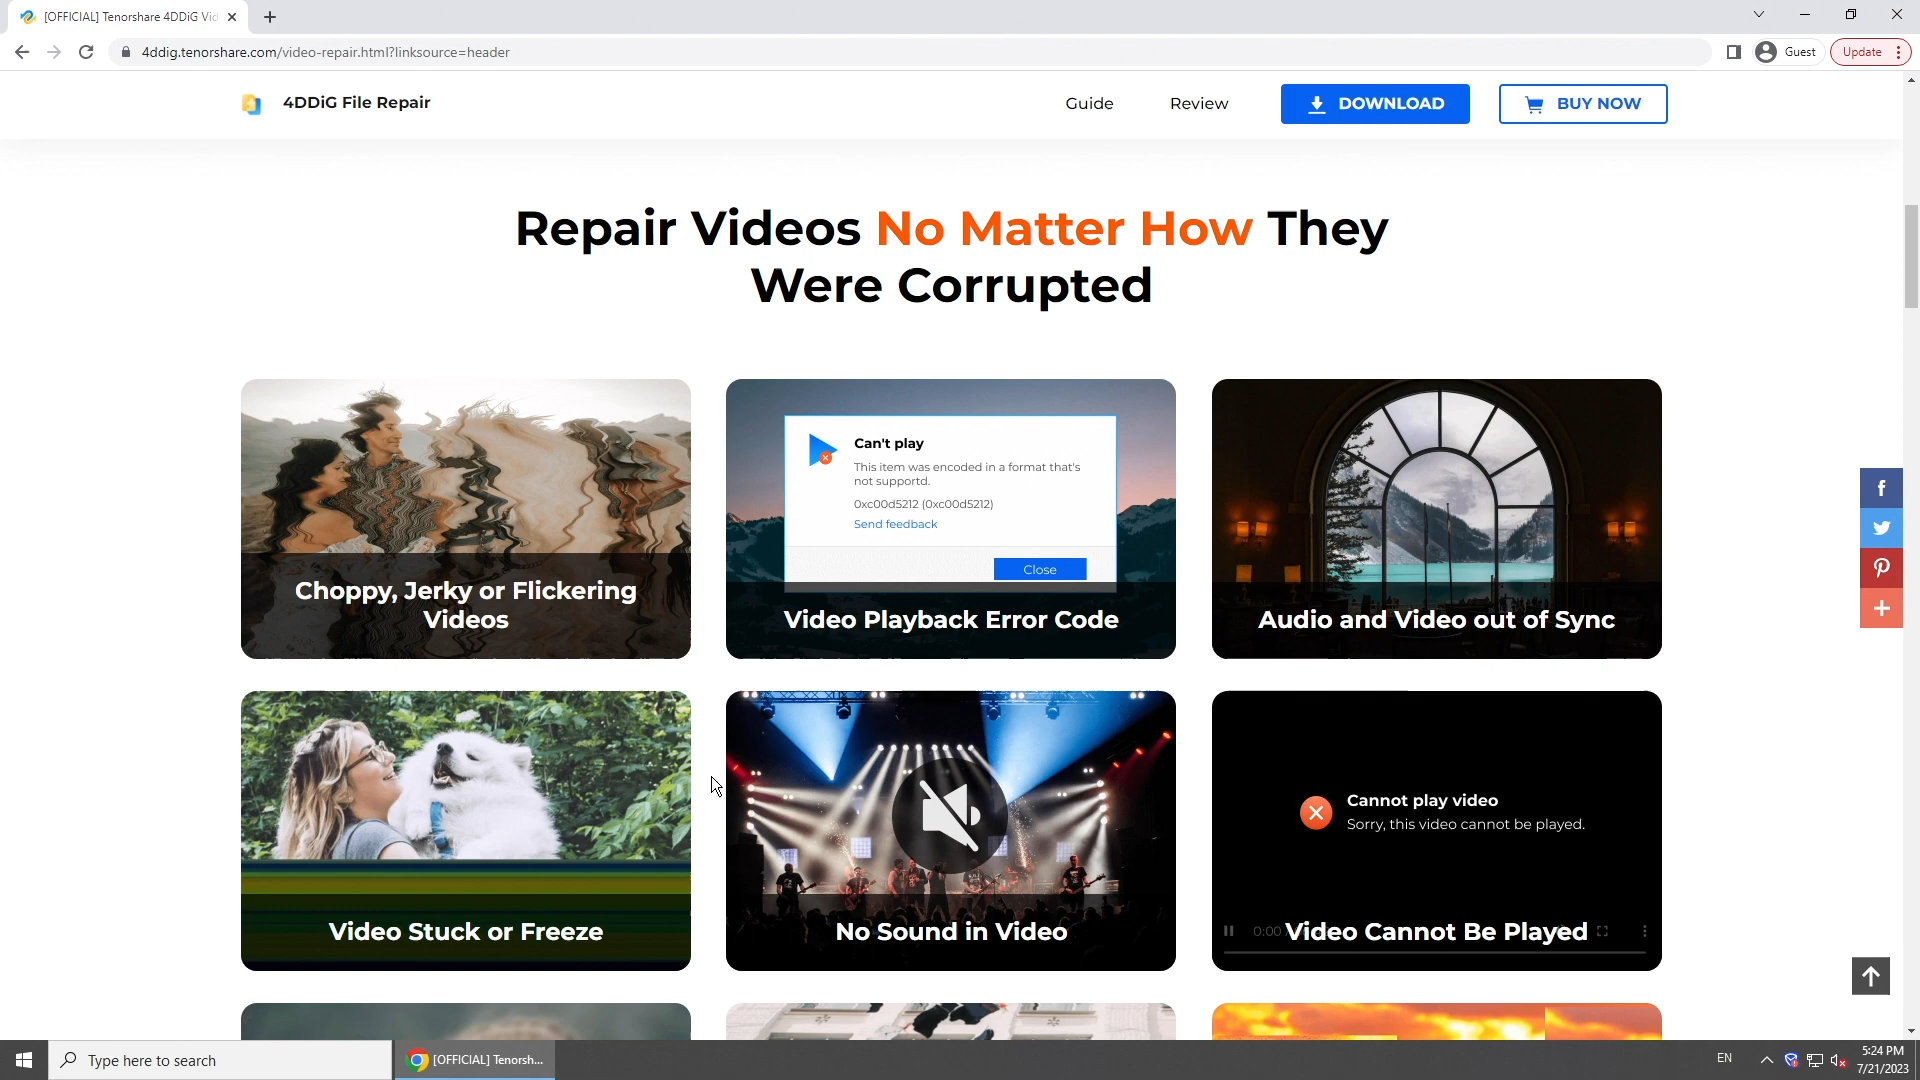 [OFFICIAL] Tenorshare 4DDiG Vid
4ddig.tenorshare.com/video-repair.html?linksource=header
Guest
Update
4DDiG File Repair
Guide
Review
DOWNLOAD
BUY NOW
Repair Videos No Matter How They
Were Corrupted
Can't play
This item was encoded in a format that's
not supportd.
0xc00d5212 (0xc00d5212)
Send feedback
Close
Choppy, Jerky or Flickering
Videos
Video Playback Error Code
Audio and Video out of Sync
Cannot play video
Sorry, this video cannot be played.
Video Stuck or Freeze
No Sound in Video
0:00
Video Cannot Be Played
Type here to search
[OFFICIAL] Tenorsh...
EN
5:24 PM
7/21/2023